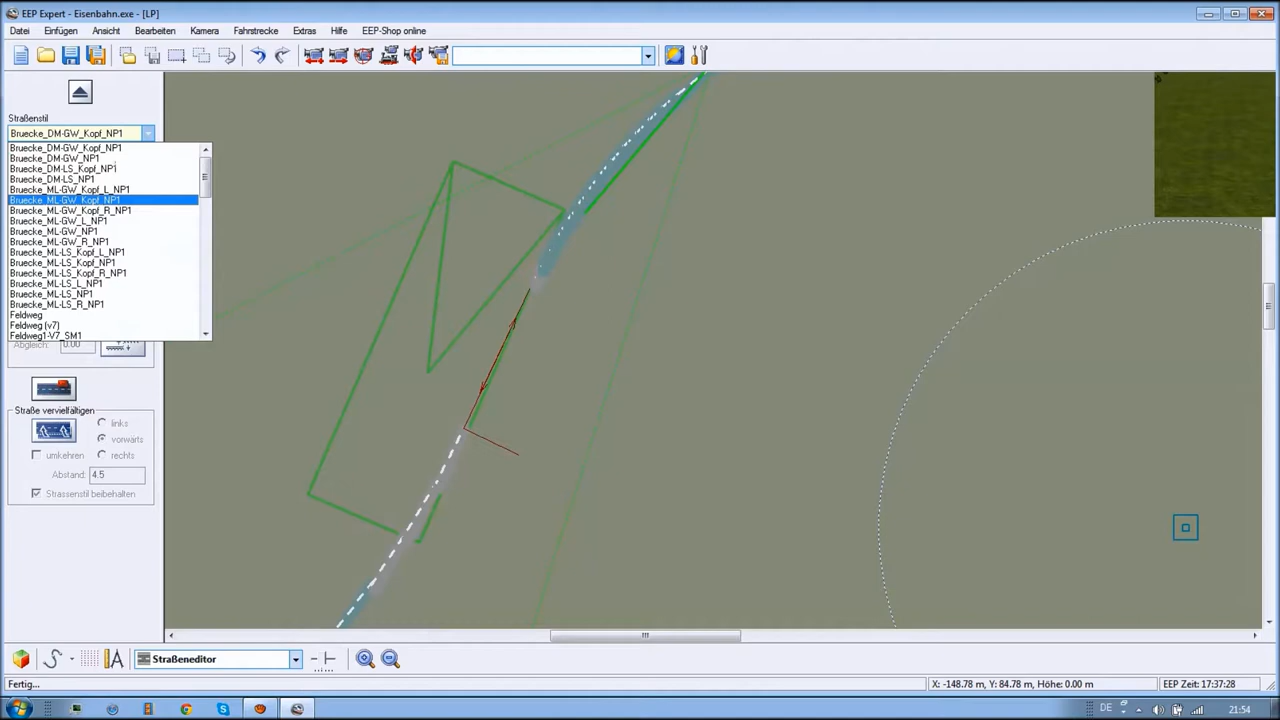 EEP Expert - Eisenbahn.exe - [LP]
Datei Einfügen Ansicht Bearbeiten Kamera Fahrstrecke Extras Hilfe EEP-Shop online
Straßenstil
Bruecke_DM-GW_Kopf_NP1
Bruecke_DM-GW_Kopf_NP1
Bruecke_DM-GW_NP1
Bruecke_DM-LS_Kopf_NP1
Bruecke_DM-LS_NP1
Bruecke_ML-GW_Kopf_L_NP1
Bruecke_ML-GW_Kopf_NP1
Bruecke_ML-GW_Kopf_R_NP1
Bruecke_ML-GW_L_NP1
Bruecke_ML-GW_NP1
Bruecke_ML-GW_R_NP1
Bruecke_ML-LS_Kopf_L_NP1
Bruecke_ML-LS_Kopf_NP1
Bruecke_ML-LS_Kopf_R_NP1
Bruecke_ML-LS_L_NP1
Bruecke_ML-LS_NP1
Bruecke_ML-LS_R_NP1
Feldweg
Feldweg (v7)
Feldweg1-V7_SM1
Abgleich: 0.00
Straße vervielfältigen
links
vorwärts
umkehren rechts
Abstand: 4.5
Strassenstil beibehalten
Straßeneditor
Fertig... X: -148.78 m, Y: 84.78 m, Höhe: 0.00 m EEP Zeit: 17:37:28
DE 21:54